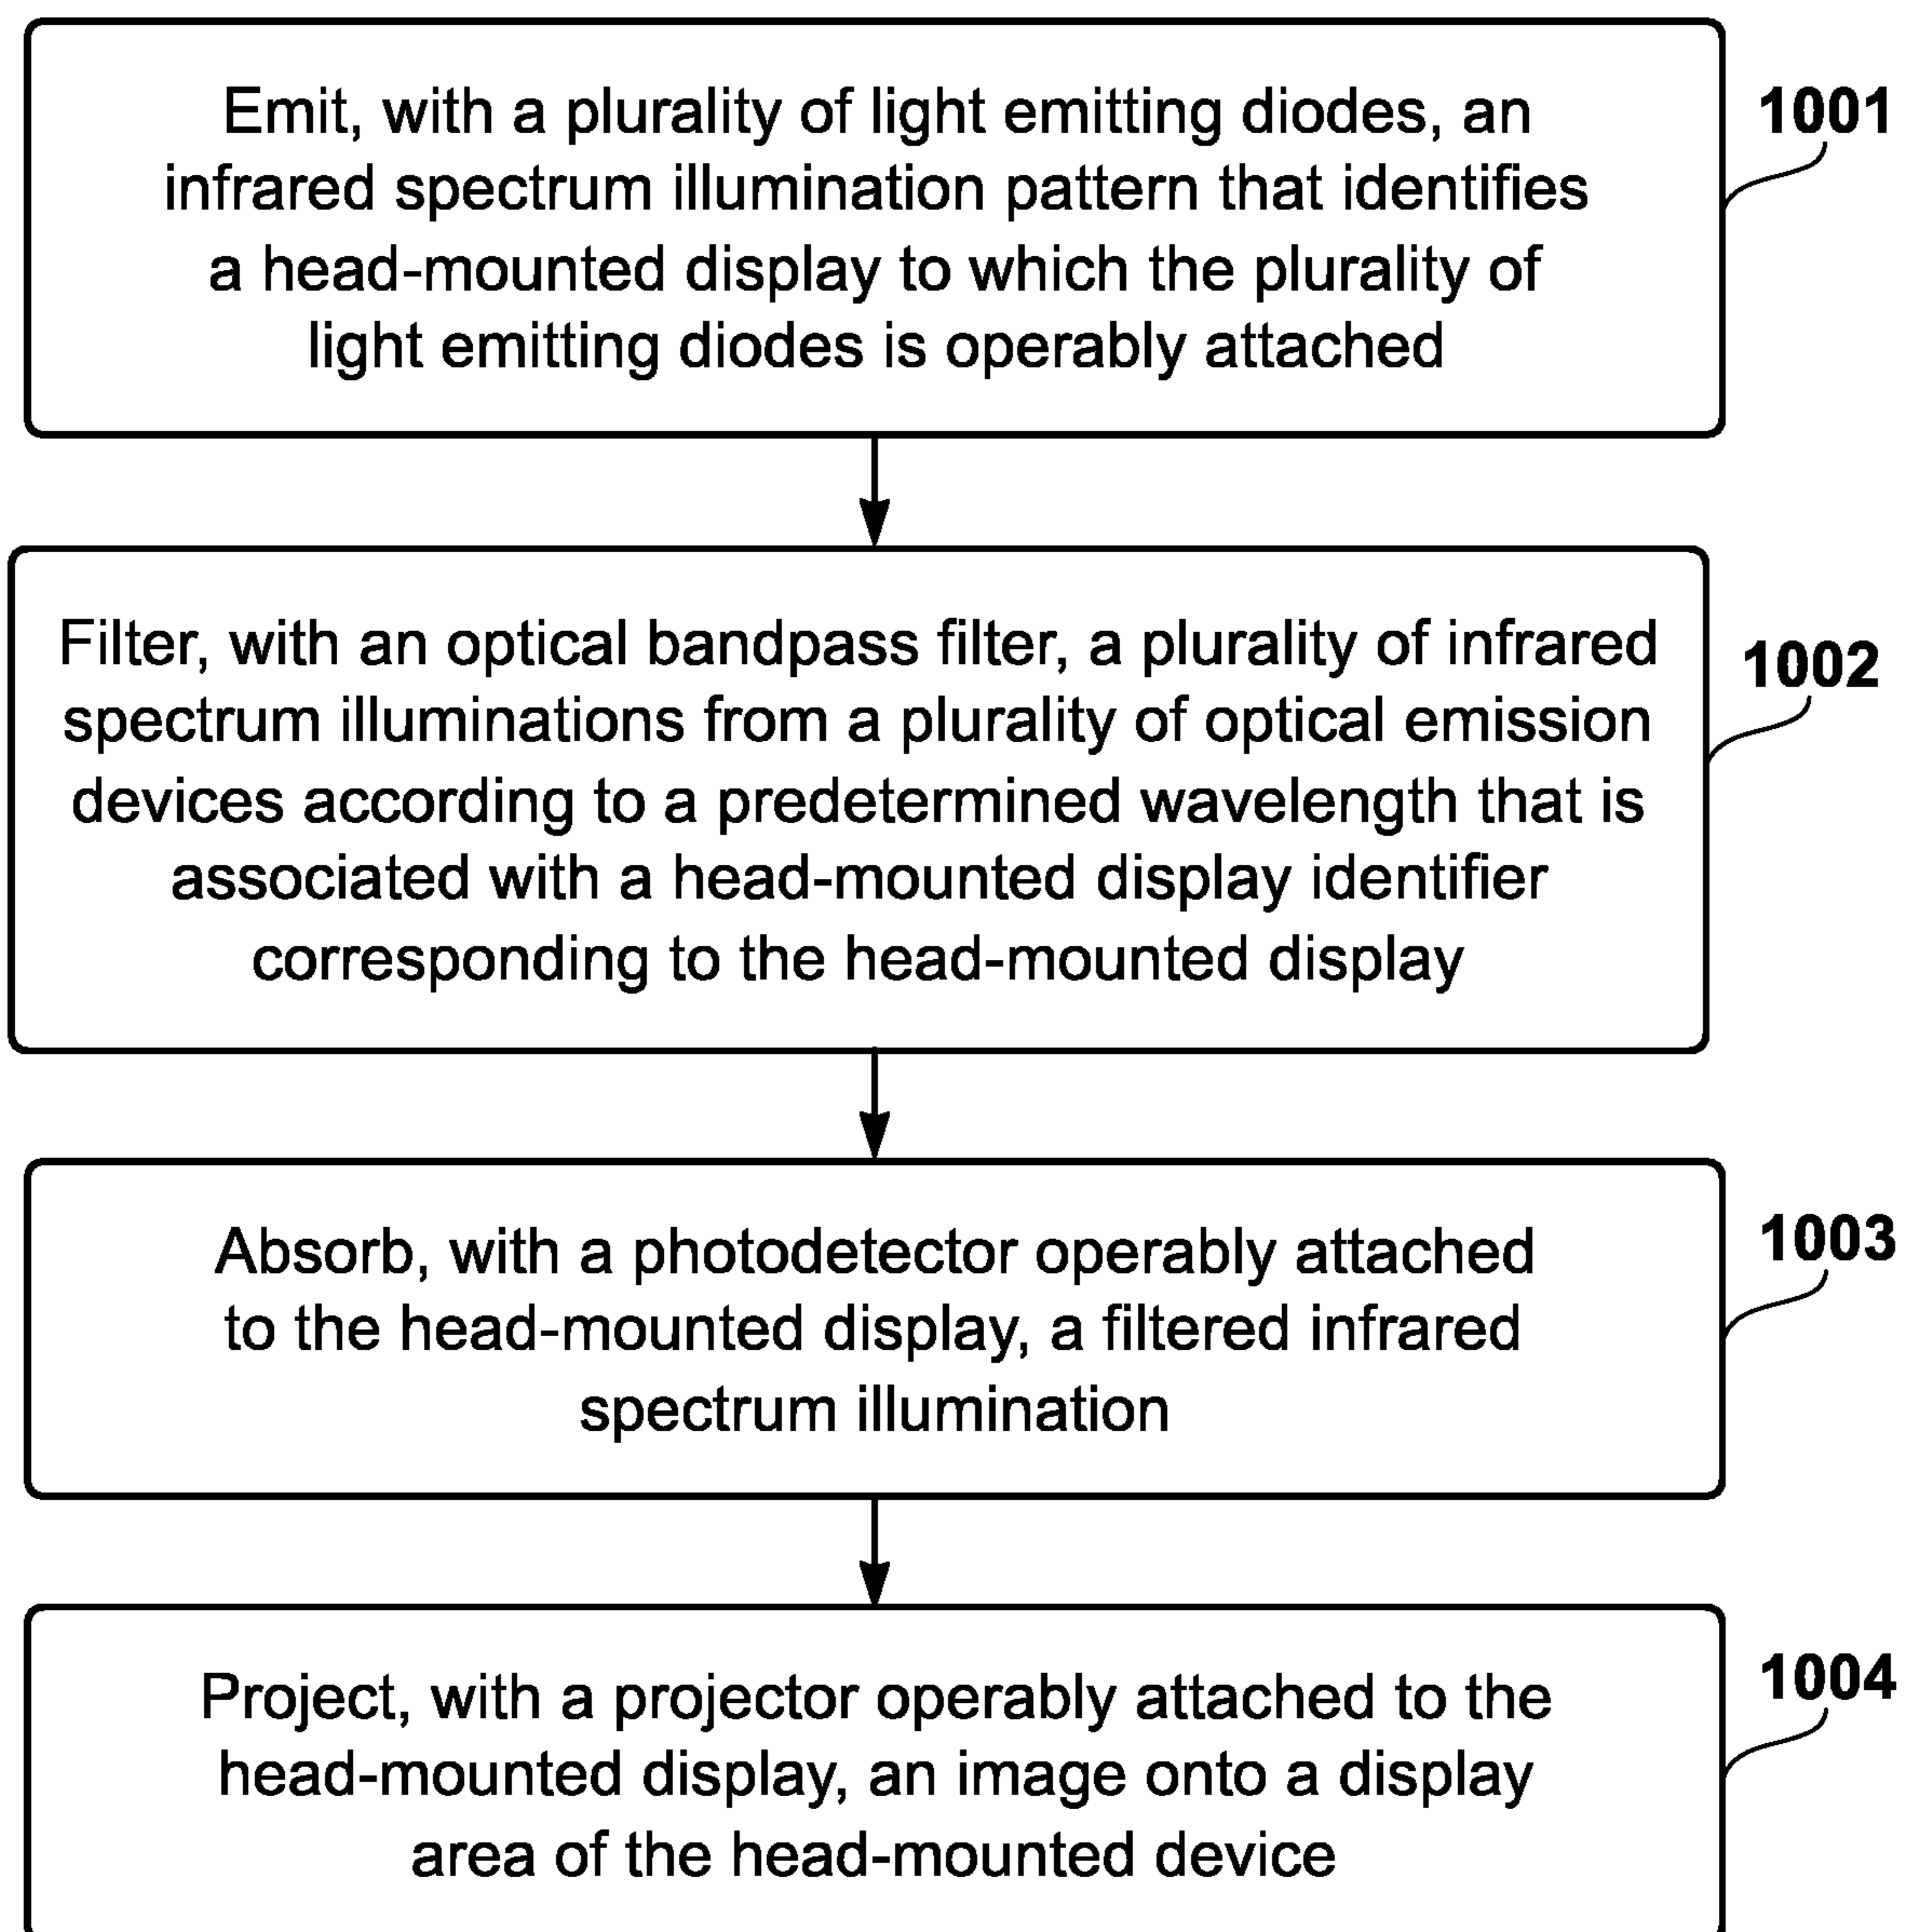 Emit, with a plurality of light emitting diodes, an
infrared spectrum illumination pattern that identifies
a head-mounted display to which the plurality of
light emitting diodes is operably attached
1001
Filter, with an optical bandpass filter, a plurality of infrared
spectrum illuminations from a plurality of optical emission
devices according to a predetermined wavelength that is
associated with a head-mounted display identifier
corresponding to the head-mounted display
1002
Absorb, with a photodetector operably attached
to the head-mounted display, a filtered infrared
spectrum illumination
1003
Project, with a projector operably attached to the
head-mounted display, an image onto a display
area of the head-mounted device
1004